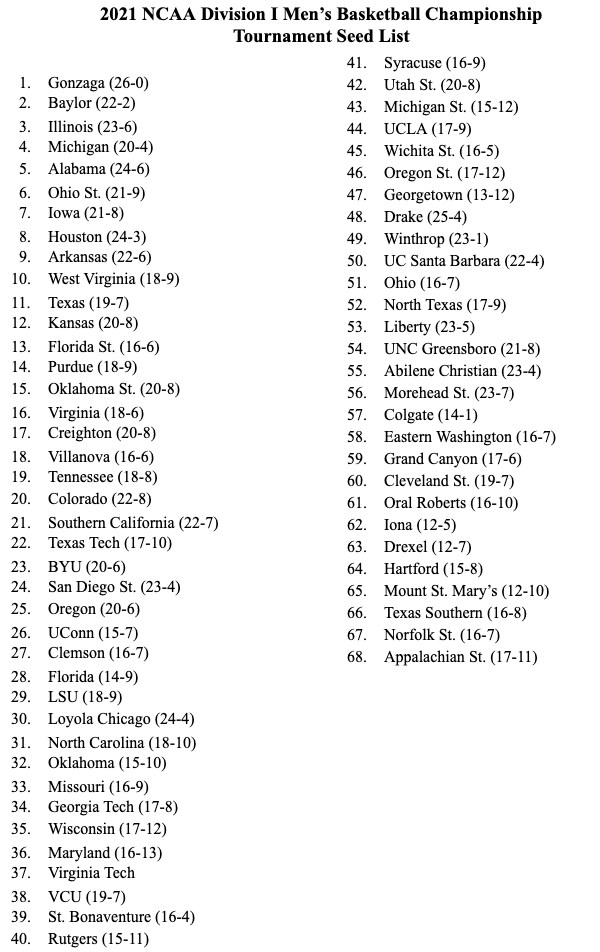 2021 NCAA Division I Men’s Basketball Championship
Tournament Seed List
1. Gonzaga (26-0)
2. Baylor (22-2)
3. Illinois (23-6)
4. Michigan (20-4)
5. Alabama (24-6)
6. Ohio St. (21-9)
7. Iowa (21-8)
8. Houston (24-3)
9. Arkansas (22-6)
10. West Virginia (18-9)
11. Texas (19-7)
12. Kansas (20-8)
13. Florida St. (16-6)
14. Purdue (18-9)
15. Oklahoma St. (20-8)
16. Virginia (18-6)
17. Creighton (20-8)
18. Villanova (16-6)
19. Tennessee (18-8)
20. Colorado (22-8)
21. Southern California (22-7)
22. Texas Tech (17-10)
23. BYU (20-6)
24. San Diego St. (23-4)
25. Oregon (20-6)
26. UConn (15-7)
27. Clemson (16-7)
28. Florida (14-9)
29. LSU (18-9)
30. Loyola Chicago (24-4)
31. North Carolina (18-10)
32. Oklahoma (15-10)
33. Missouri (16-9)
34. Georgia Tech (17-8)
35. Wisconsin (17-12)
36. Maryland (16-13)
37. Virginia Tech
38. VCU (19-7)
39. St. Bonaventure (16-4)
40. Rutgers (15-11)
41. Syracuse (16-9)
42. Utah St. (20-8)
43. Michigan St. (15-12)
44. UCLA (17-9)
45. Wichita St. (16-5)
46. Oregon St. (17-12)
47. Georgetown (13-12)
48. Drake (25-4)
49. Winthrop (23-1)
50. UC Santa Barbara (22-4)
51. Ohio (16-7)
52. North Texas (17-9)
53. Liberty (23-5)
54. UNC Greensboro (21-8)
55. Abilene Christian (23-4)
56. Morehead St. (23-7)
57. Colgate (14-1)
58. Eastern Washington (16-7)
59. Grand Canyon (17-6)
60. Cleveland St. (19-7)
61. Oral Roberts (16-10)
62. Iona (12-5)
63. Drexel (12-7)
64. Hartford (15-8)
65. Mount St. Mary’s (12-10)
66. Texas Southern (16-8)
67. Norfolk St. (16-7)
68. Appalachian St. (17-11)